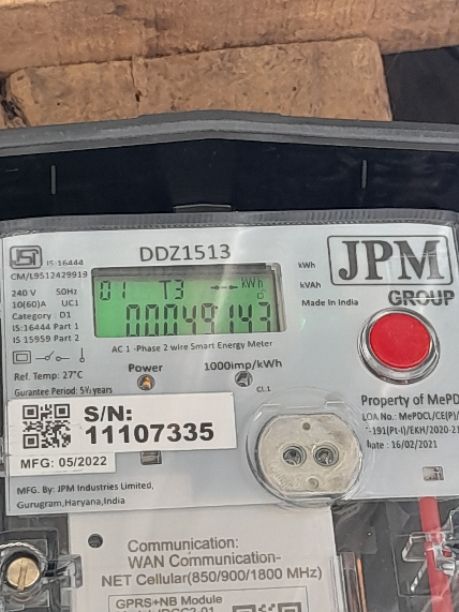 DDZ1513
IS:16444
CM/L9512429919
240 V 50Hz
10(60)A UC1
Category : D1
IS:16444 Part 1
IS 15959 Part 2
01 T3 kWh
00049143
kWh
kVAh
Made In India
JPM
GROUP
AC 1 -Phase 2 wire Smart Energy Meter
Ref. Temp: 27°C
Gurantee Period: 5½ years
Power
1000imp/kWh
Cl.1
S/N:
11107335
MFG: 05/2022
Property of MePD
LOA No.: MePDCL/CE(P)/
-191(Pt-I)/EKH/2020-21
Date : 16/02/2021
MFG. By: JPM Industries Limited,
Gurugram,Haryana,India
Communication:
WAN Communication-
NET Cellular(850/900/1800 MHz)
GPRS+NB Module